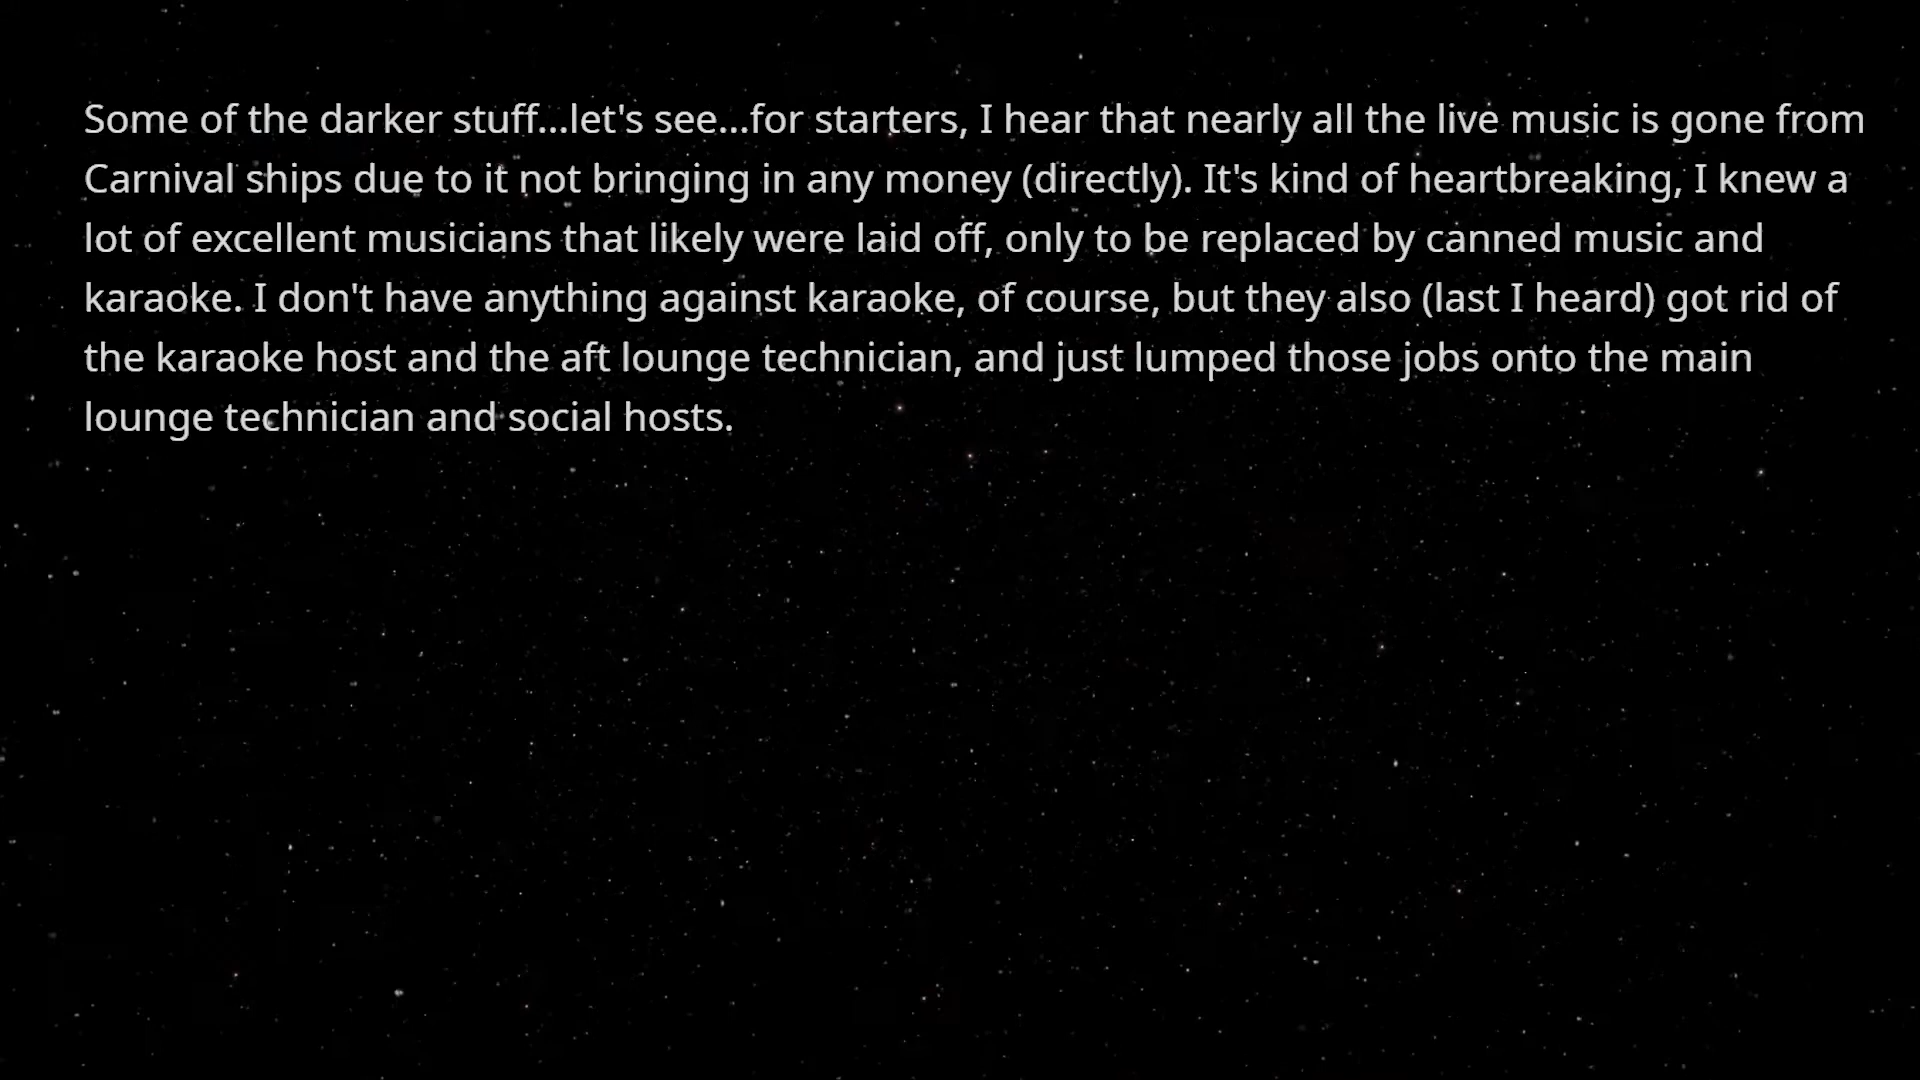 Some of the darker stuff...let's see...for starters, I hear that nearly all the live music is gone from
Carnival ships due to it not bringing in any money (directly). It's kind of heartbreaking, I knew a
lot of excellent musicians that likely were laid off, only to be replaced by canned music and
karaoke. I don't have anything against karaoke, of course, but they also (last I heard) got rid of
the karaoke host and the aft lounge technician, and just lumped those jobs onto the main
lounge technician and social hosts.